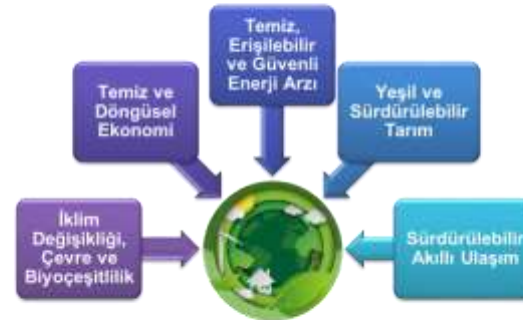 İklim
Değişikliği,
Çevre ve
Biyoçeşitlilik
Temiz ve
Döngüsel
Ekonomi
Temiz,
Erişilebilir
ve Güvenli
Enerji Arzı
Yeşil ve
Sürdürülebilir
Tarım
Sürdürülebilir
Akıllı Ulaşım